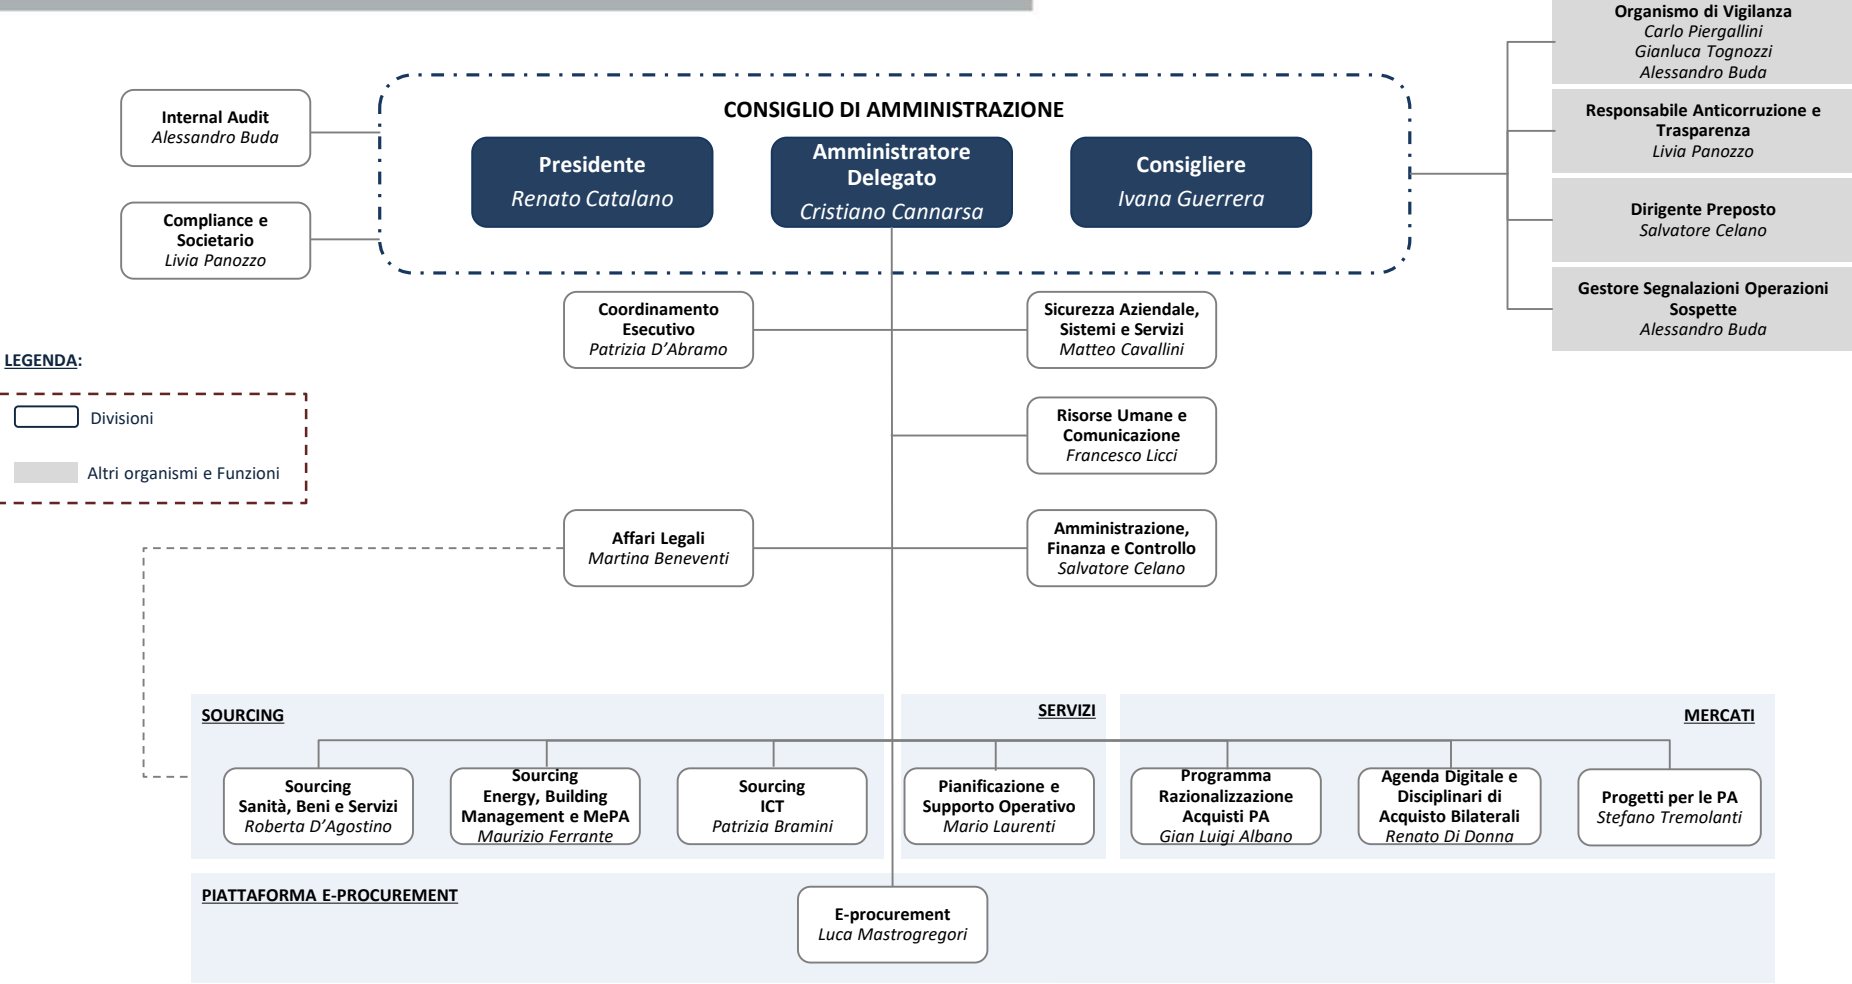 Organismo di Vigilanza
Carlo Piergallini
Gianluca Tognozzi
Alessandro Buda
CONSIGLIO DI AMMINISTRAZIONE
Internal Audit
Alessandro Buda
Presidente
Renato Catalano
Amministratore
Delegato
Cristiano Cannarsa
Consigliere
Ivana Guerrera
Responsabile Anticorruzione e
Trasparenza
Livia Panozzo
Compliance e
Societario
Livia Panozzo
Dirigente Preposto
Salvatore Celano
Gestore Segnalazioni Operazioni
Sospette
Alessandro Buda
Coordinamento
Esecutivo
Patrizia D’Abramo
Sicurezza Aziendale,
Sistemi e Servizi
Matteo Cavallini
LEGENDA:
Divisioni
Altri organismi e Funzioni
Risorse Umane e
Comunicazione
Francesco Licci
Affari Legali
Martina Beneventi
Amministrazione,
Finanza e Controllo
Salvatore Celano
SOURCING
SERVIZI
MERCATI
Sourcing
Sanità, Beni e Servizi
Roberta D’Agostino
Sourcing
Energy, Building
Management e MePA
Maurizio Ferrante
Sourcing
ICT
Patrizia Bramini
Pianificazione e
Supporto Operativo
Mario Laurenti
Programma
Razionalizzazione
Acquisti PA
Gian Luigi Albano
Agenda Digitale e
Disciplinari di
Acquisto Bilaterali
Renato Di Donna
Progetti per le PA
Stefano Tremolanti
PIATTAFORMA E-PROCUREMENT
E-procurement
Luca Mastrogregori